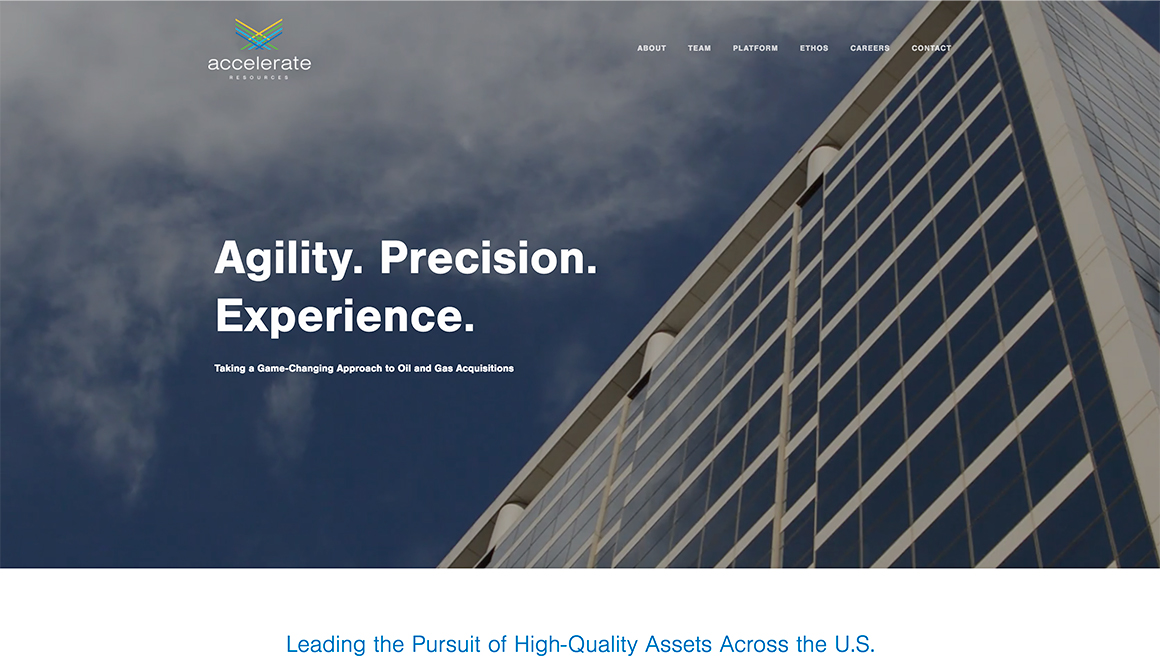 accelerate
RESOURCES
ABOUT TEAM PLATFORM ETHOS CAREERS CONTACT
Agility. Precision.
Experience.
Taking a Game-Changing Approach to Oil and Gas Acquisitions
Leading the Pursuit of High-Quality Assets Across the U.S.